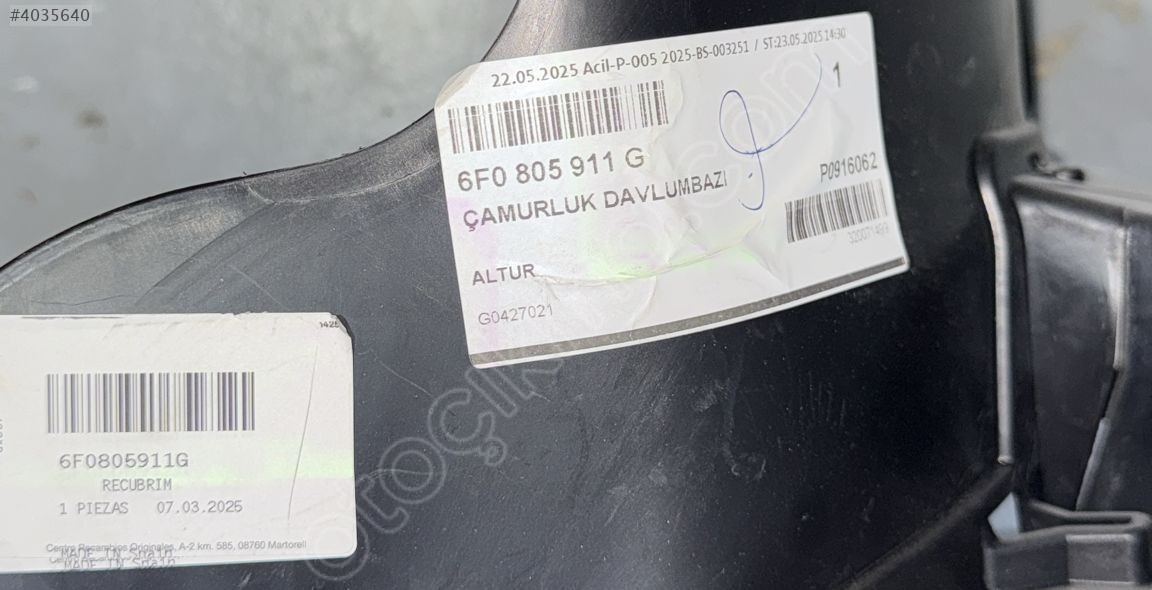 #4035640
22.05.2025 Acil-P-005 2025-BS-003251 / ST:23.05.2025 14:30
1
6F0 805 911 G
ÇAMURLUK DAVLUMBAZI
P0916062
ALTUR
G0427021
1425
6F0805911G
RECUBRIM
1 PIEZAS 07.03.2025
Centro Recambios Originales, A-2 km. 585, 08760 Martorell
MADE IN Spain
MADE IN Spain
otoçık